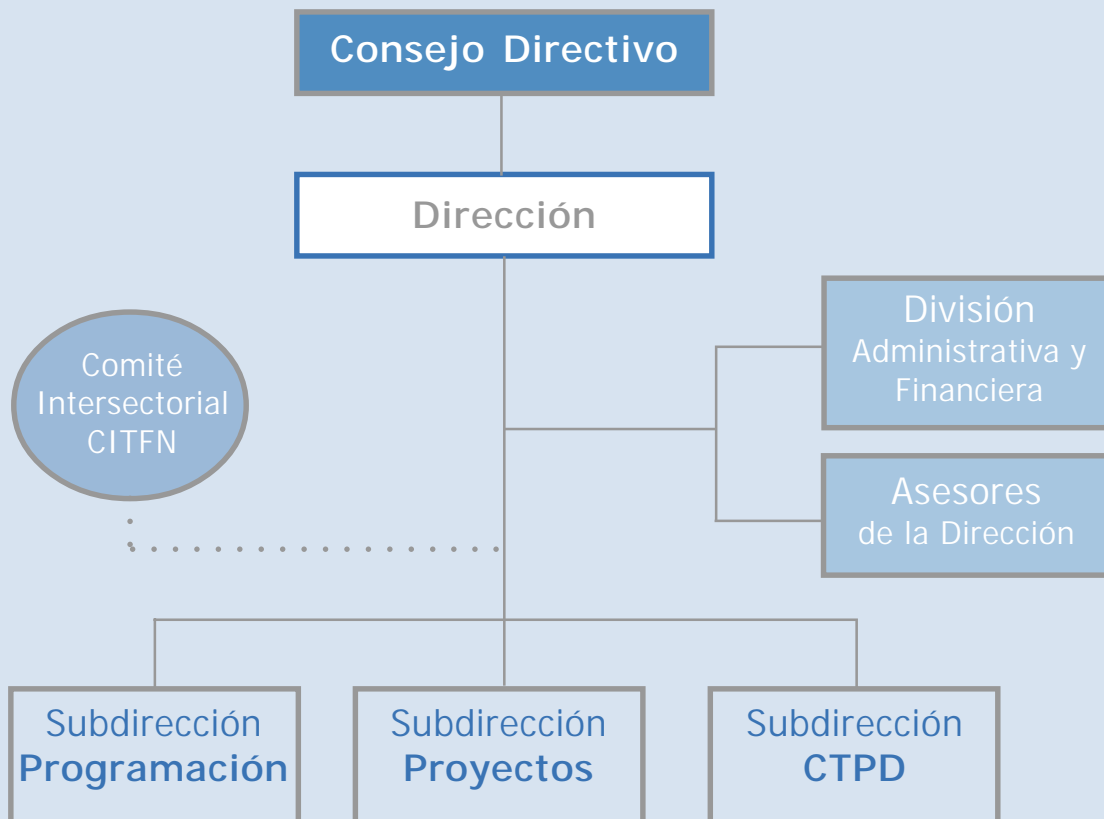 Consejo Directivo
Dirección
División
Administrativa y
Financiera
Comité
Intersectorial
CITFN
Asesores
de la Dirección
Subdirección
Programación
Subdirección
Proyectos
Subdirección
CTPD